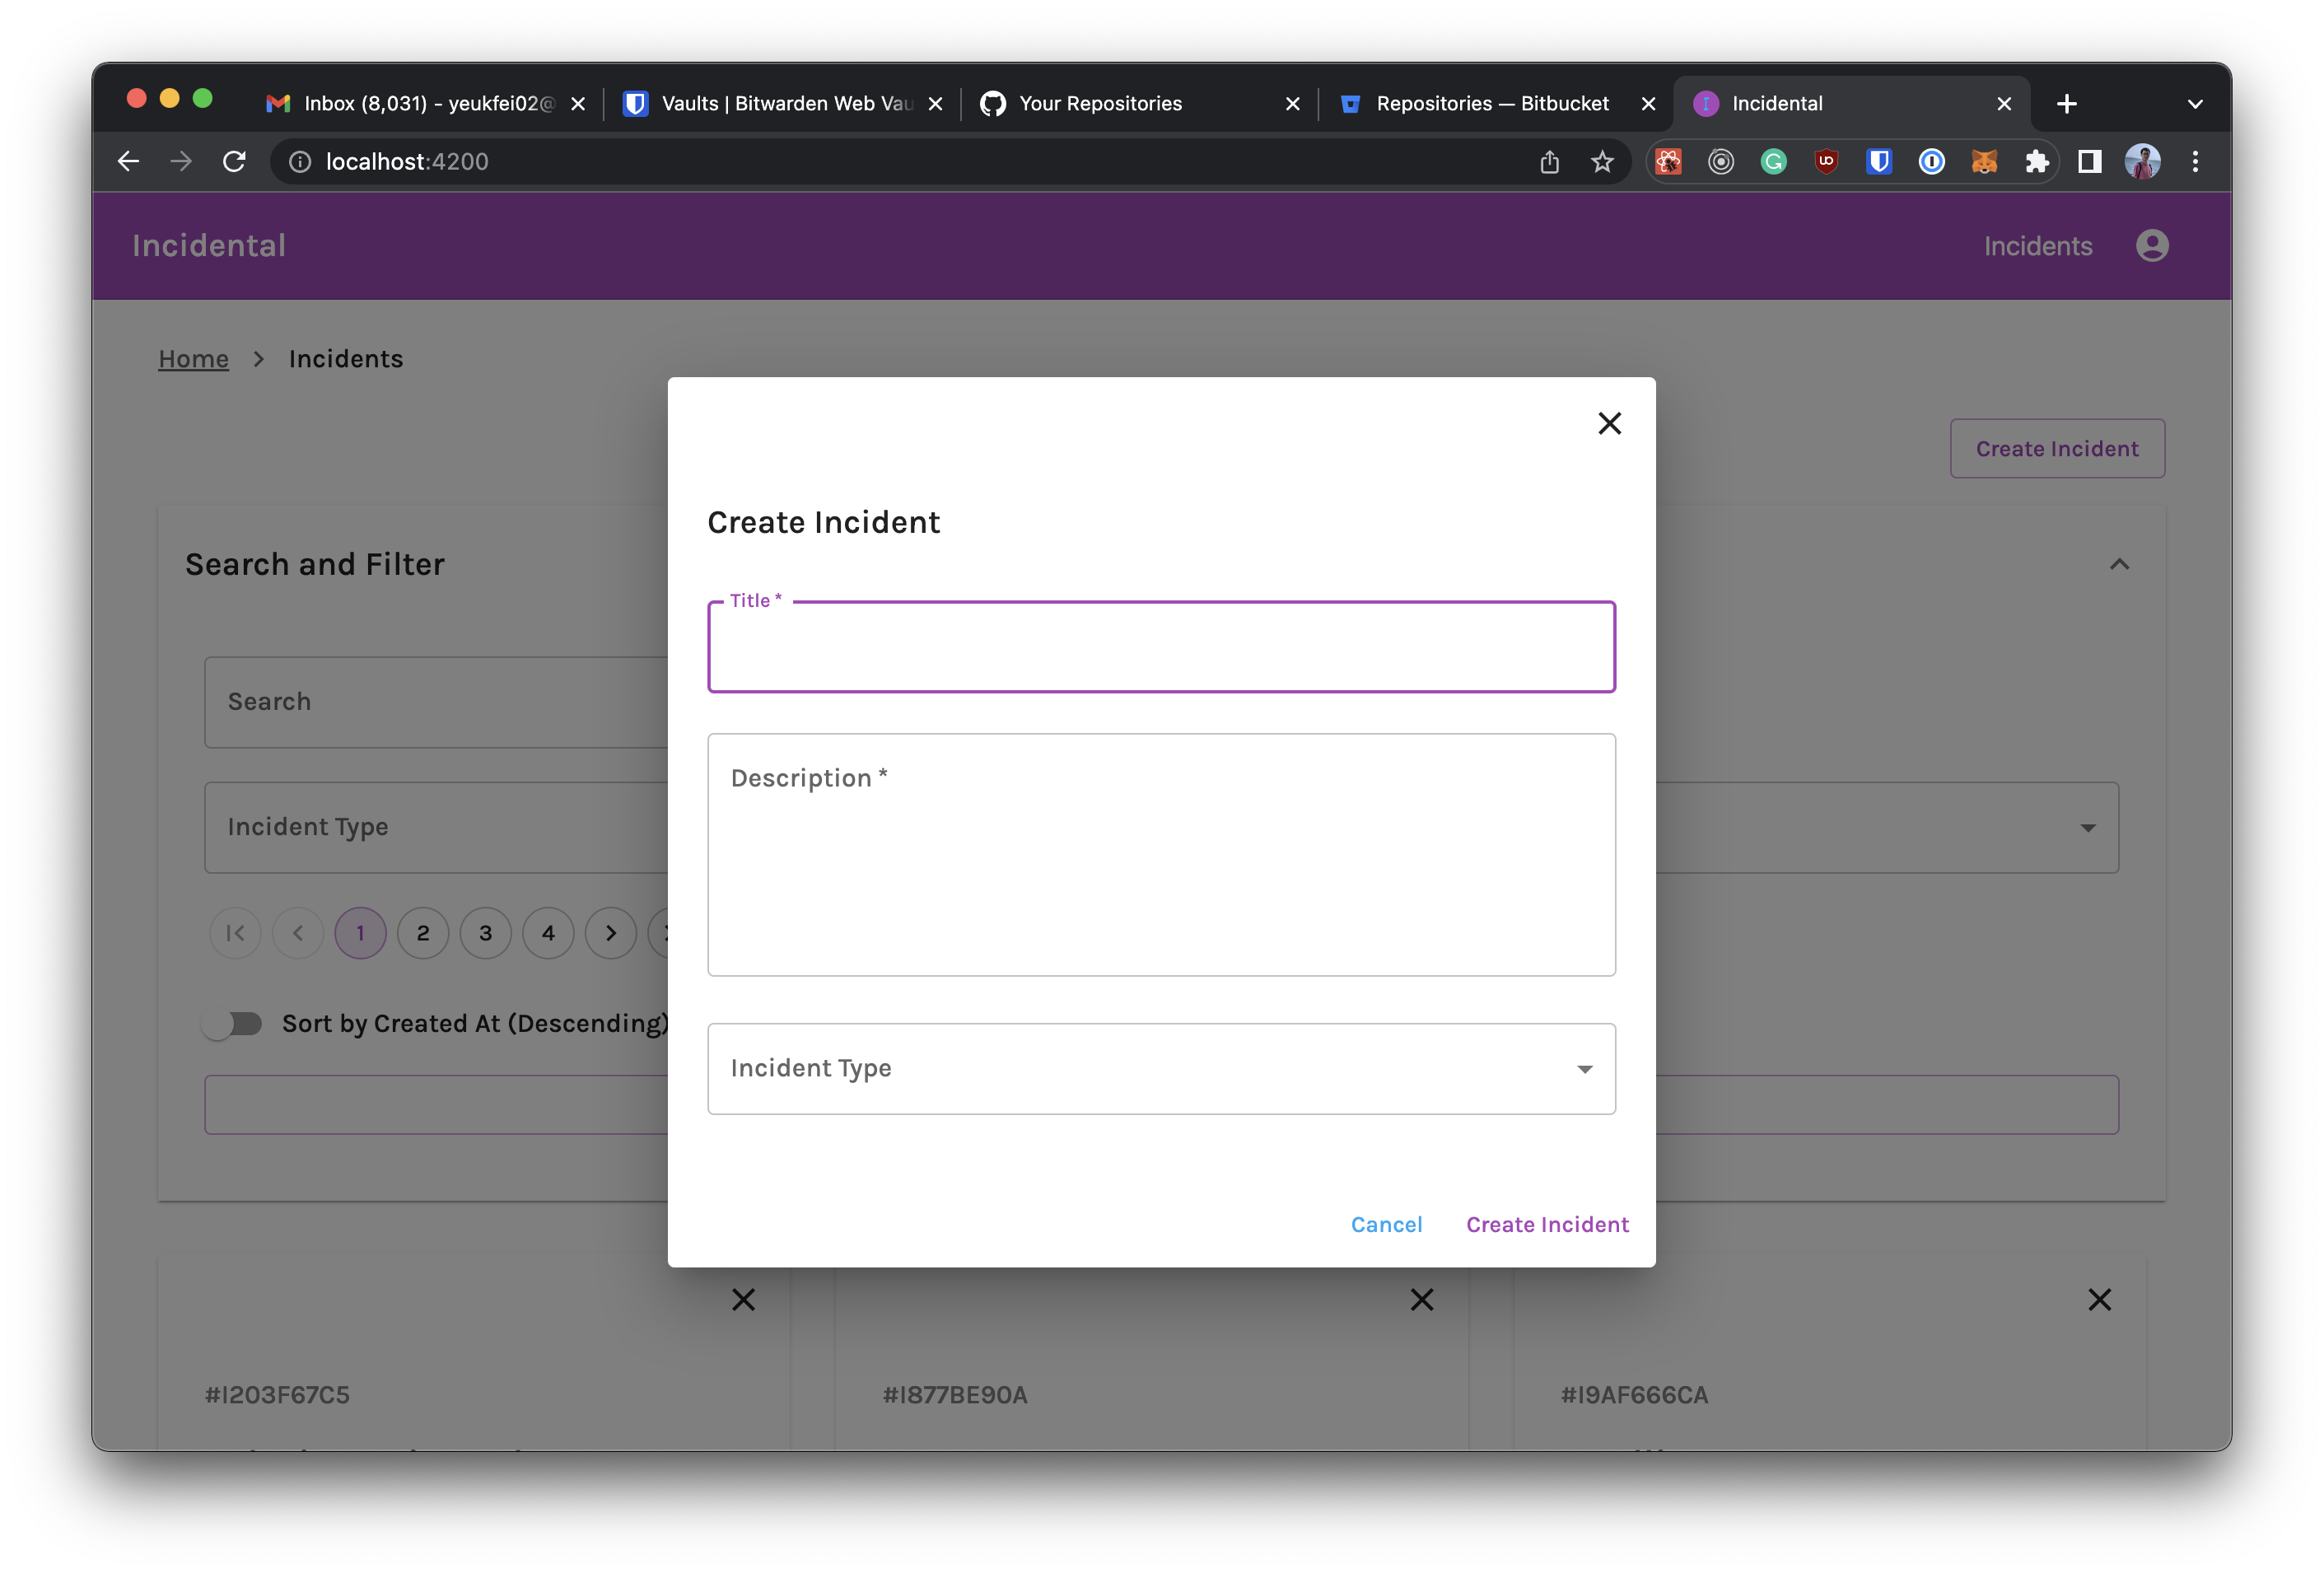 Inbox (8,031) - yeukfei02@
Vaults | Bitwarden Web Vau
Your Repositories
Repositories — Bitbucket
Incidental
localhost:4200
Incidental
Incidents
Home > Incidents
Create Incident
Search and Filter
Search
Incident Type
1 2 3 4
Sort by Created At (Descending)
Create Incident
Title *
Description *
Incident Type
Cancel
Create Incident
#I203F67C5
#I877BE90A
#I9AF666CA